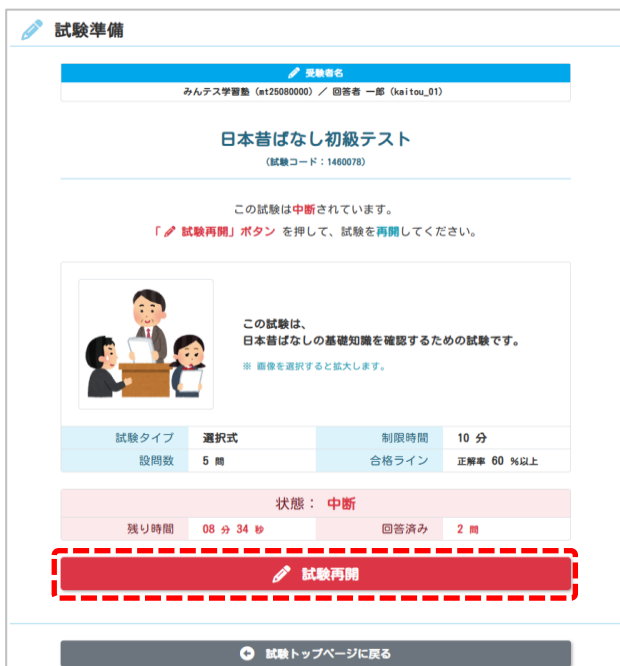 試験準備
受験者名
みんテス学習塾（mt25080000）／ 回答者 一郎（kaitou_01）
日本昔ばなし初級テスト
（試験コード：1460078）
この試験は中断されています。
「 試験再開」ボタン を押して、試験を再開してください。
この試験は、
日本昔ばなしの基礎知識を確認するための試験です。
※ 画像を選択すると拡大します。
試験タイプ 選択式 制限時間 10 分
設問数 5 問 合格ライン 正解率 60 %以上
状態： 中断
残り時間 08 分 34 秒 回答済み 2 問
試験再開
試験トップページに戻る